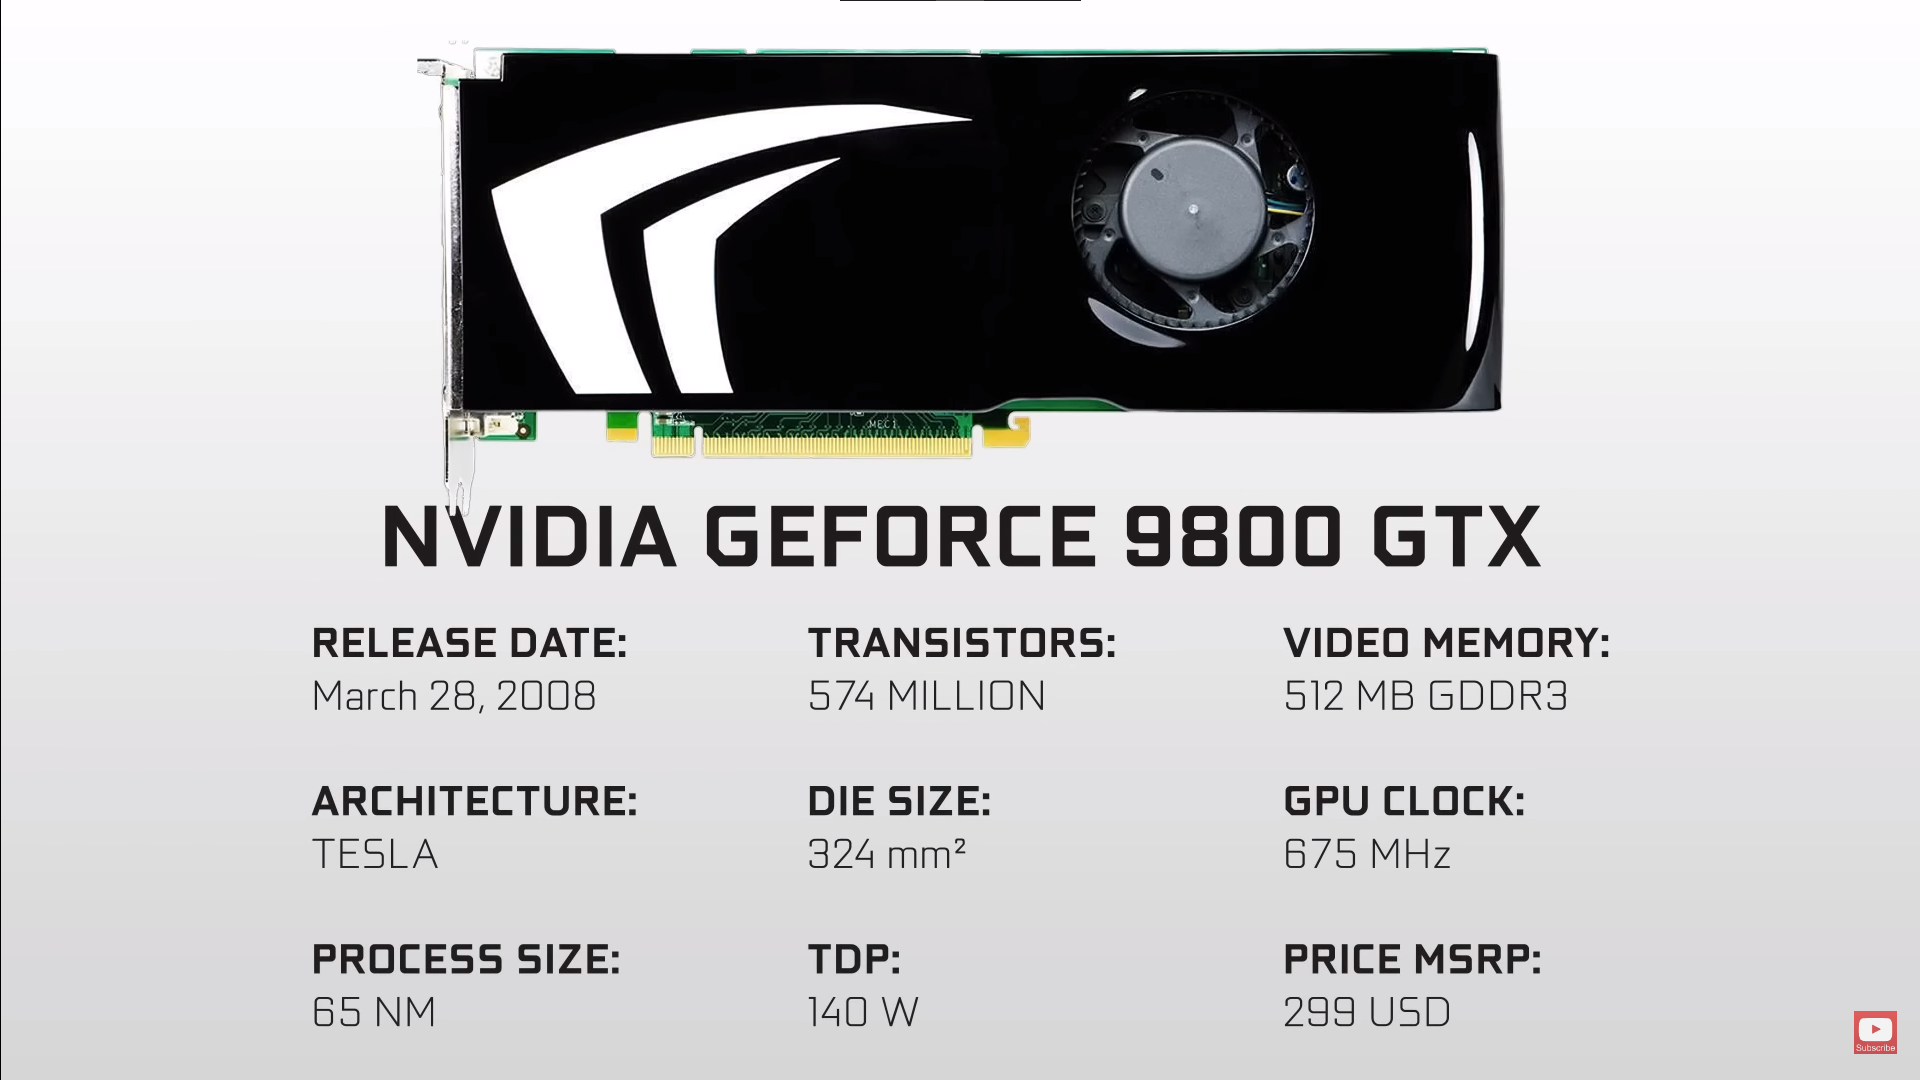 MEC1
NVIDIA GEFORCE 9800 GTX
RELEASE DATE:
March 28, 2008
TRANSISTORS:
574 MILLION
VIDEO MEMORY:
512 MB GDDR3
ARCHITECTURE:
TESLA
DIE SIZE:
324 mm²
GPU CLOCK:
675 MHz
PROCESS SIZE:
65 NM
TDP:
140 W
PRICE MSRP:
299 USD
Subscribe